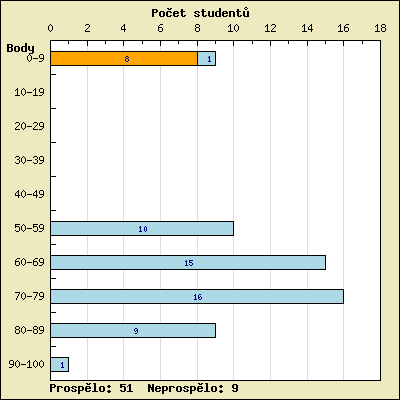 Počet studentů
0 2 4 6 8 10 12 14 16 18
Body
0-9 8 1
10-19
20-29
30-39
40-49
50-59 10
60-69 15
70-79 16
80-89 9
90-100 1
Prospělo: 51 Neprospělo: 9